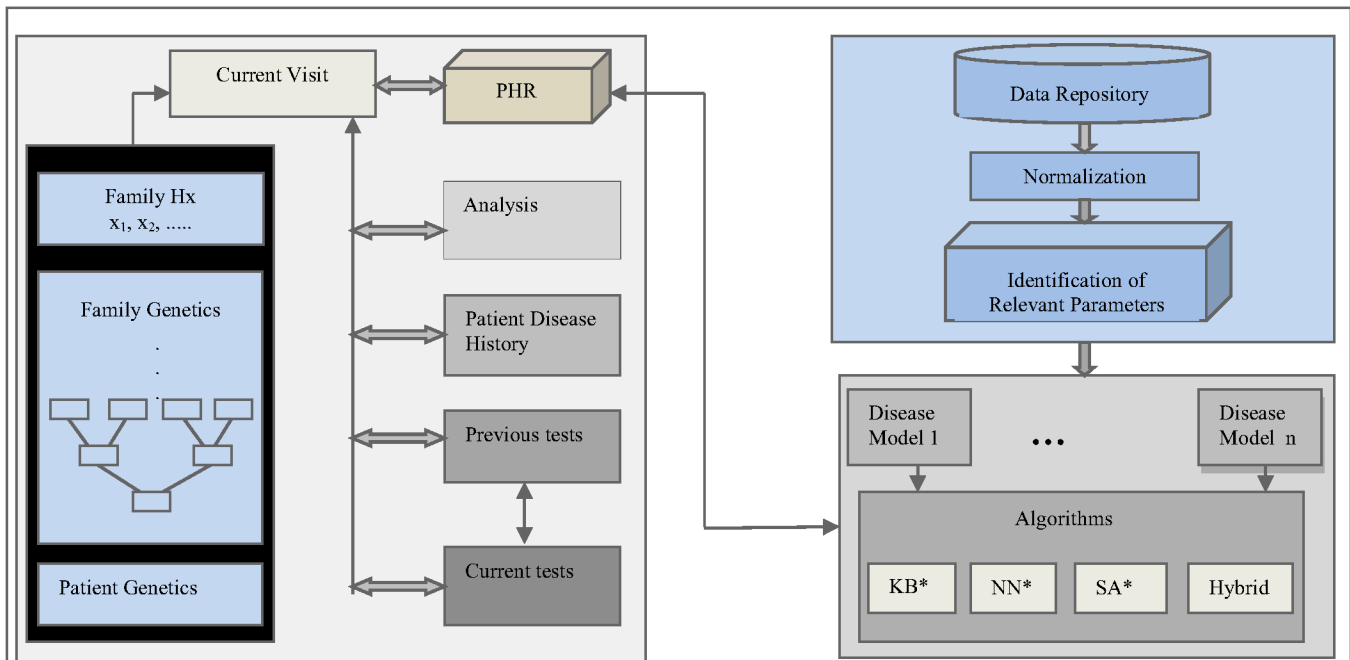 Current Visit
PHR
Family Hx
x₁, x₂, .....
Family Genetics
.
.
.
Patient Genetics
Analysis
Patient Disease
History
Previous tests
Current tests
Data Repository
Normalization
Identification of
Relevant Parameters
Disease
Model 1
...
Disease
Model n
Algorithms
KB*
NN*
SA*
Hybrid